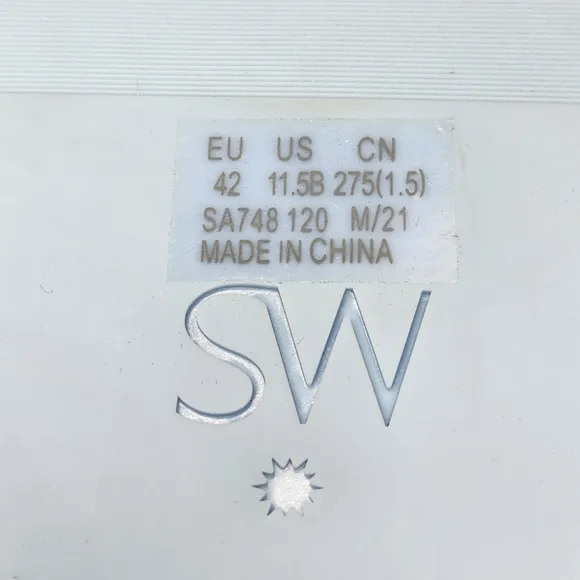 EU US CN
42 11.5B 275(1.5)
SA748 120 M/21
MADE IN CHINA
SW